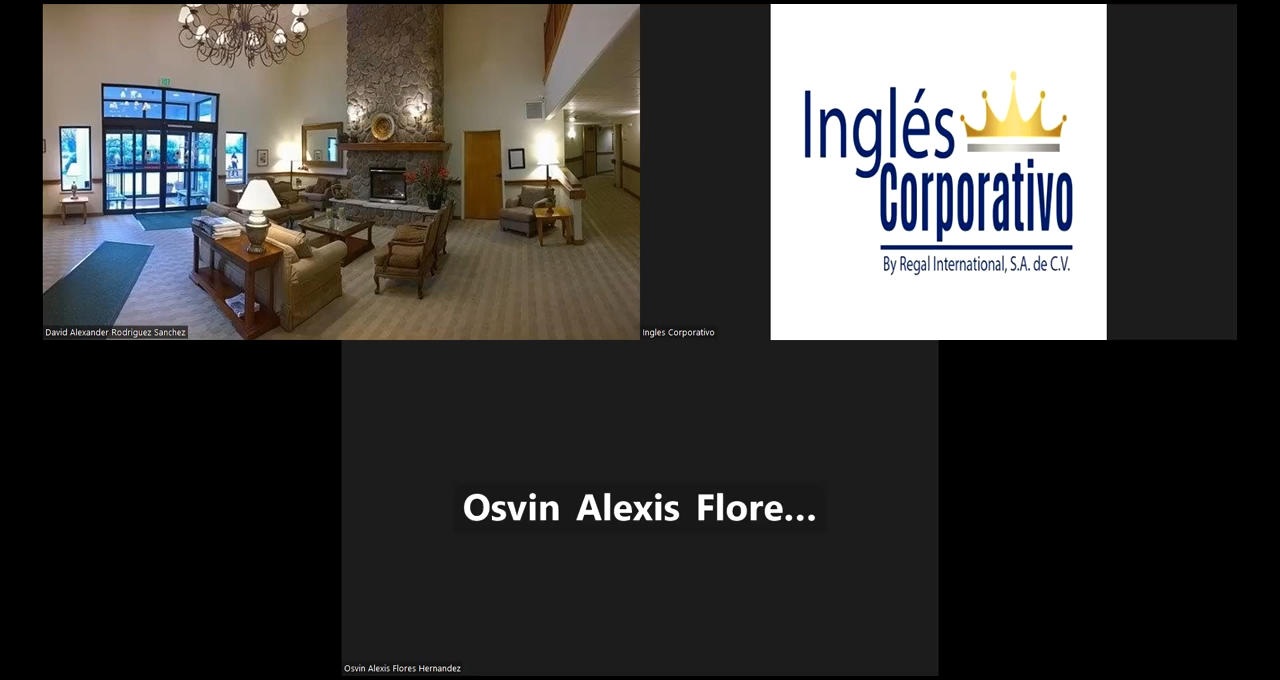 Inglés
Corporativo
By Regal International, S.A. de C.V.
David Alexander Rodriguez Sanchez
Ingles Corporativo
Osvin Alexis Flore...
Osvin Alexis Flores Hernandez